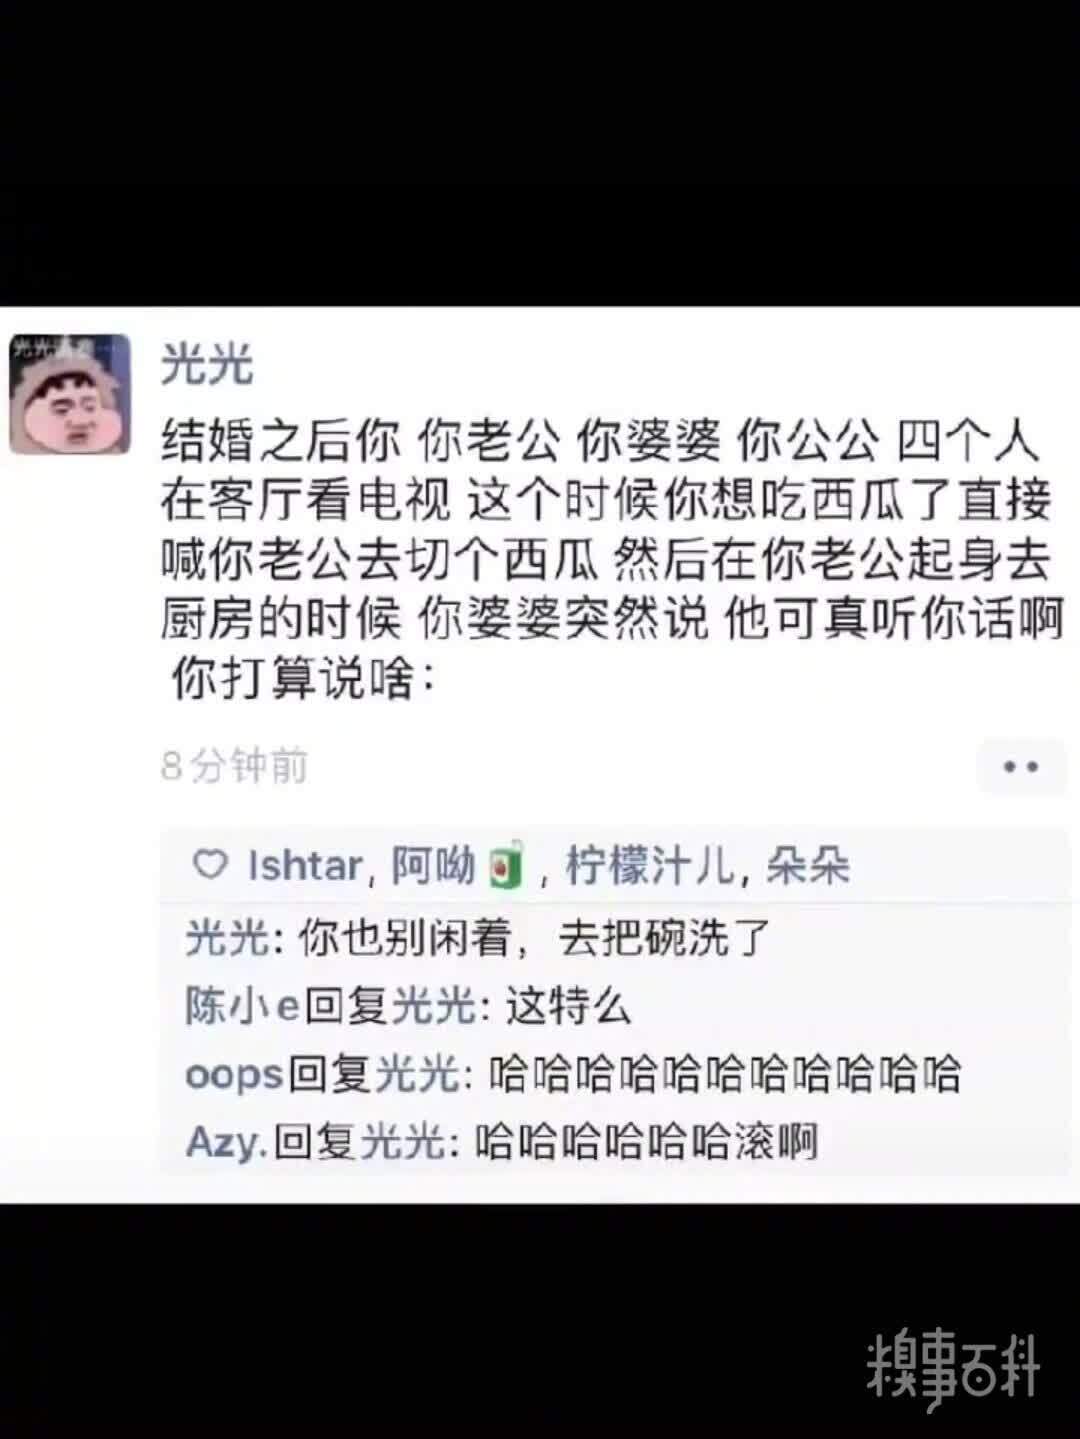 光光
结婚之后你 你老公 你婆婆 你公公 四个人
在客厅看电视 这个时候你想吃西瓜了直接
喊你老公去切个西瓜 然后在你老公起身去
厨房的时候 你婆婆突然说 他可真听你话啊
你打算说啥：
8分钟前
Ishtar, 阿呦, 柠檬汁儿, 朵朵
光光: 你也别闲着，去把碗洗了
陈小e回复光光: 这特么
oops回复光光: 哈哈哈哈哈哈哈哈哈哈哈
Azy.回复光光: 哈哈哈哈哈哈滚啊
糗事百科